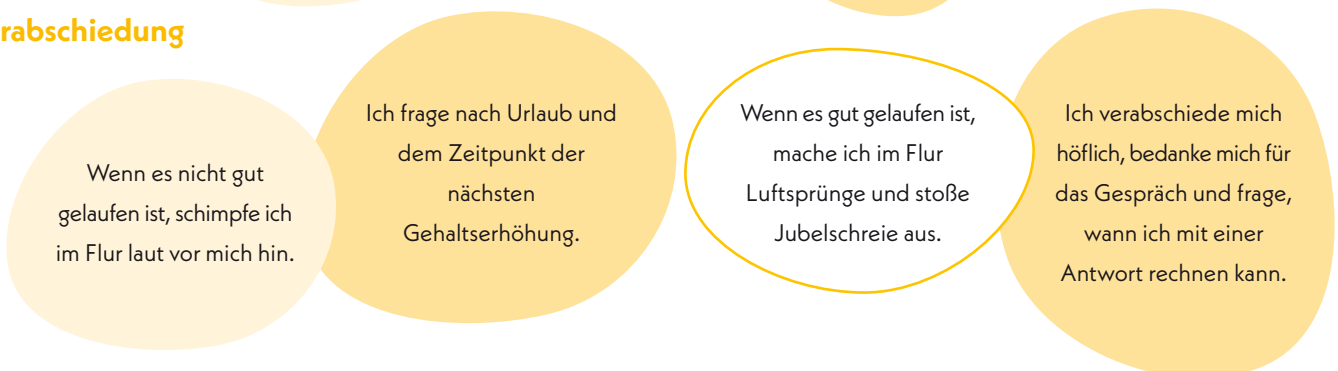 rabschiedung
Wenn es nicht gut
gelaufen ist, schimpfe ich
im Flur laut vor mich hin.
Ich frage nach Urlaub und
dem Zeitpunkt der
nächsten
Gehaltserhöhung.
Wenn es gut gelaufen ist,
mache ich im Flur
Luftsprünge und stoße
Jubelschreie aus.
Ich verabschiede mich
höflich, bedanke mich für
das Gespräch und frage,
wann ich mit einer
Antwort rechnen kann.